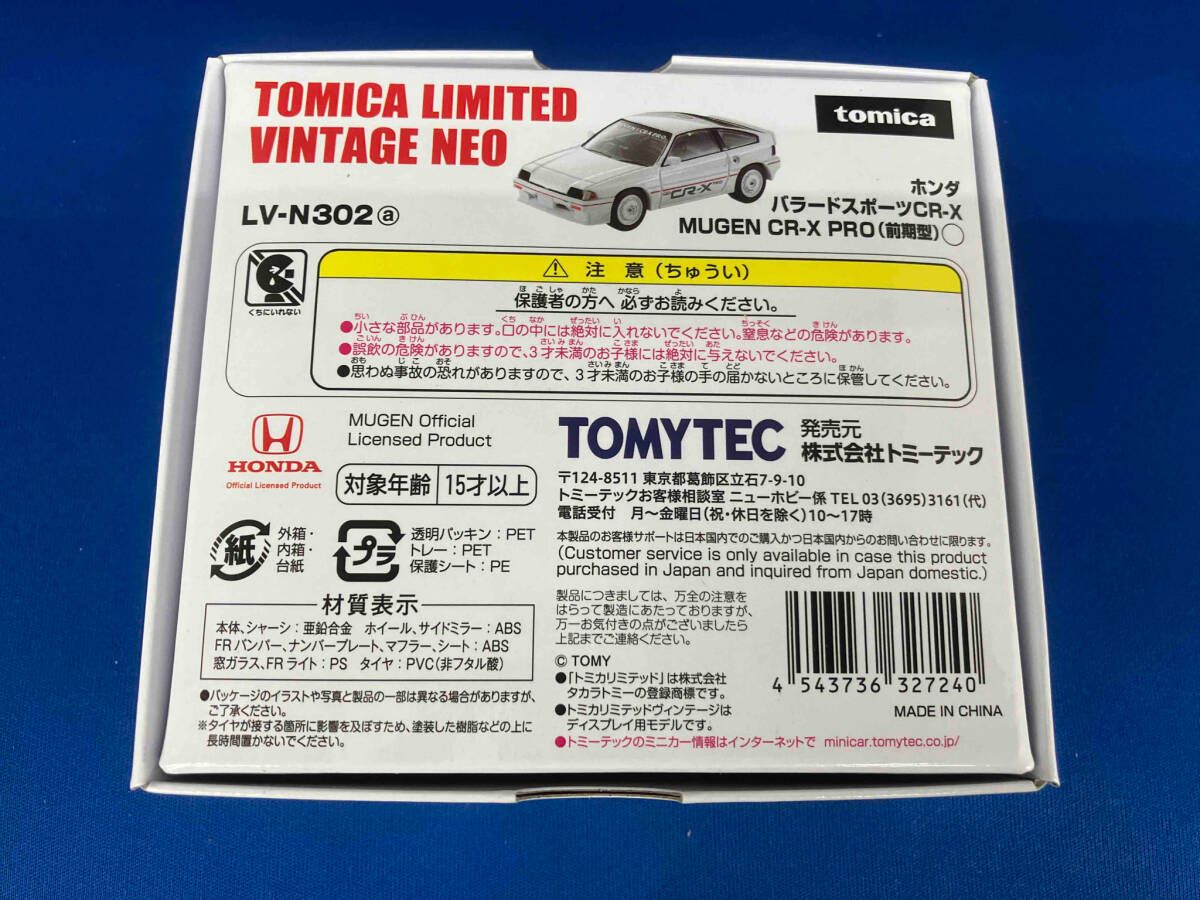 TOMICA LIMITED
VINTAGE NEO
LV-N302ⓐ
tomica
ホンダ
バラードスポーツCR-X
MUGEN CR-X PRO(前期型)○
CR-X PRO
くちにいれない
⚠ 注 意(ちゅうい)
保護者の方へ 必ずお読みください。
●小さな部品があります。口の中には絶対に入れないでください。窒息などの危険があります。
●誤飲の危険がありますので、3才未満のお子様には絶対に与えないでください。
●思わぬ事故の恐れがありますので、3才未満のお子様の手の届かないところに保管してください。
HONDA
Official Licensed Product
MUGEN Official
Licensed Product
対象年齢 15才以上
紙
外箱・
内箱・
台紙
プラ
透明パッキン:PET
トレー:PET
保護シート:PE
材質表示
本体、シャーシ:亜鉛合金 ホイール、サイドミラー:ABS
FRバンパー、ナンバープレート、マフラー、シート:ABS
窓ガラス、FRライト:PS タイヤ:PVC(非フタル酸)
●パッケージのイラストや写真と製品の一部は異なる場合がありますが、
ご了承ください。
※タイヤが接する箇所に影響を及ぼすため、塗装した樹脂などの上に
長時間置かないでください。
TOMYTEC
発売元
株式会社トミーテック
〒124-8511 東京都葛飾区立石7-9-10
トミーテックお客様相談室 ニューホビー係 TEL 03(3695)3161(代)
電話受付 月〜金曜日(祝・休日を除く)10〜17時
本製品のお客様サポートは日本国内でのご購入かつ日本国内からのお問い合わせに限ります。
(Customer service is only available in case this product
purchased in Japan and inquired from Japan domestic.)
製品につきましては、万全の注意を
はらって製造にあたっておりますが、
万一お気付きの点がございましたら
上記までご連絡ください。
© TOMY
●「トミカリミテッド」は株式会社
タカラトミーの登録商標です。
●トミカリミテッドヴィンテージは
ディスプレイ用モデルです。
●トミーテックのミニカー情報はインターネットで minicar.tomytec.co.jp/
4 543736 327240
MADE IN CHINA